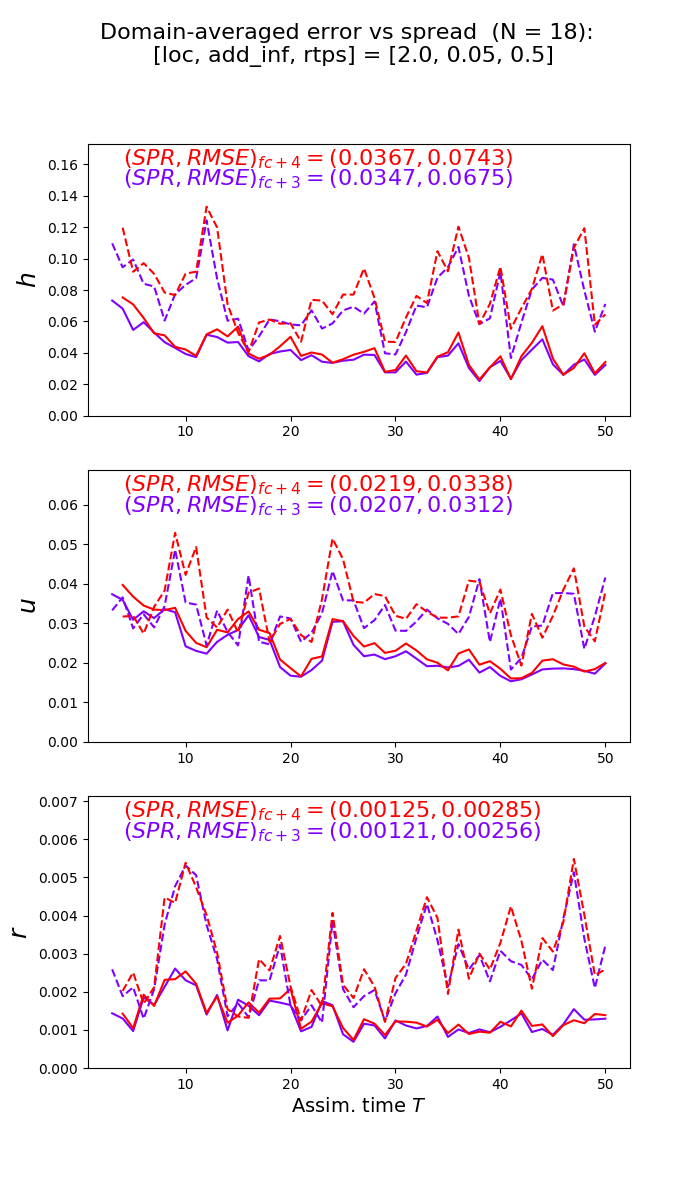 Domain-averaged error vs spread (N = 18):
[loc, add_inf, rtps] = [2.0, 0.05, 0.5]
(SPR, RMSE)fc+4 = (0.0367, 0.0743)
(SPR, RMSE)fc+3 = (0.0347, 0.0675)
0.16
0.14
0.12
0.10
0.08
0.06
0.04
0.02
0.00
h
10 20 30 40 50
(SPR, RMSE)fc+4 = (0.0219, 0.0338)
(SPR, RMSE)fc+3 = (0.0207, 0.0312)
0.06
0.05
0.04
0.03
0.02
0.01
0.00
u
10 20 30 40 50
(SPR, RMSE)fc+4 = (0.00125, 0.00285)
(SPR, RMSE)fc+3 = (0.00121, 0.00256)
0.007
0.006
0.005
0.004
0.003
0.002
0.001
0.000
r
10 20 30 40 50
Assim. time T